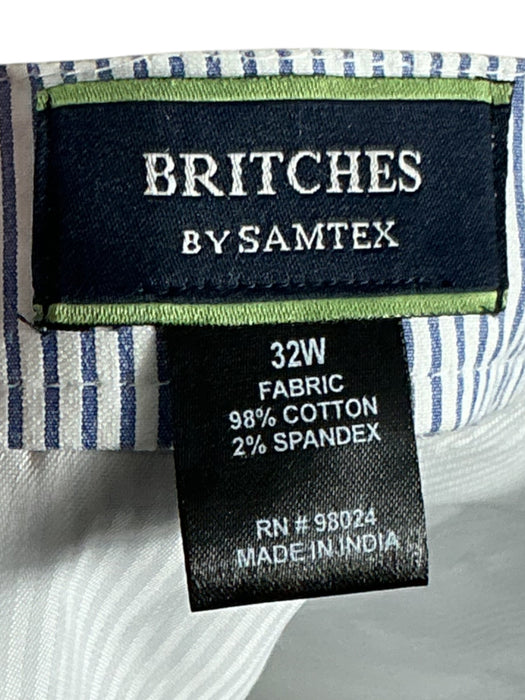 BRITCHES
BY SAMTEX
32W
FABRIC
98% COTTON
2% SPANDEX
RN # 98024
MADE IN INDIA